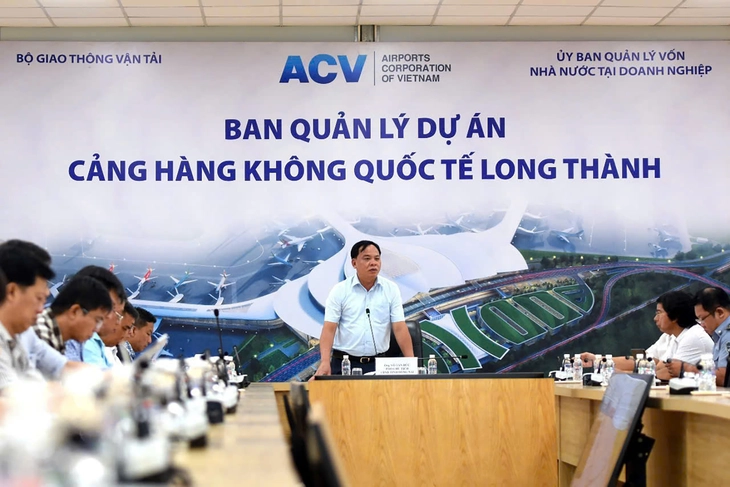 BỘ GIAO THÔNG VẬN TẢI
ACV
AIRPORTS
CORPORATION
OF VIETNAM
ỦY BAN QUẢN LÝ VỐN
NHÀ NƯỚC TẠI DOANH NGHIỆP
BAN QUẢN LÝ DỰ ÁN
CẢNG HÀNG KHÔNG QUỐC TẾ LONG THÀNH